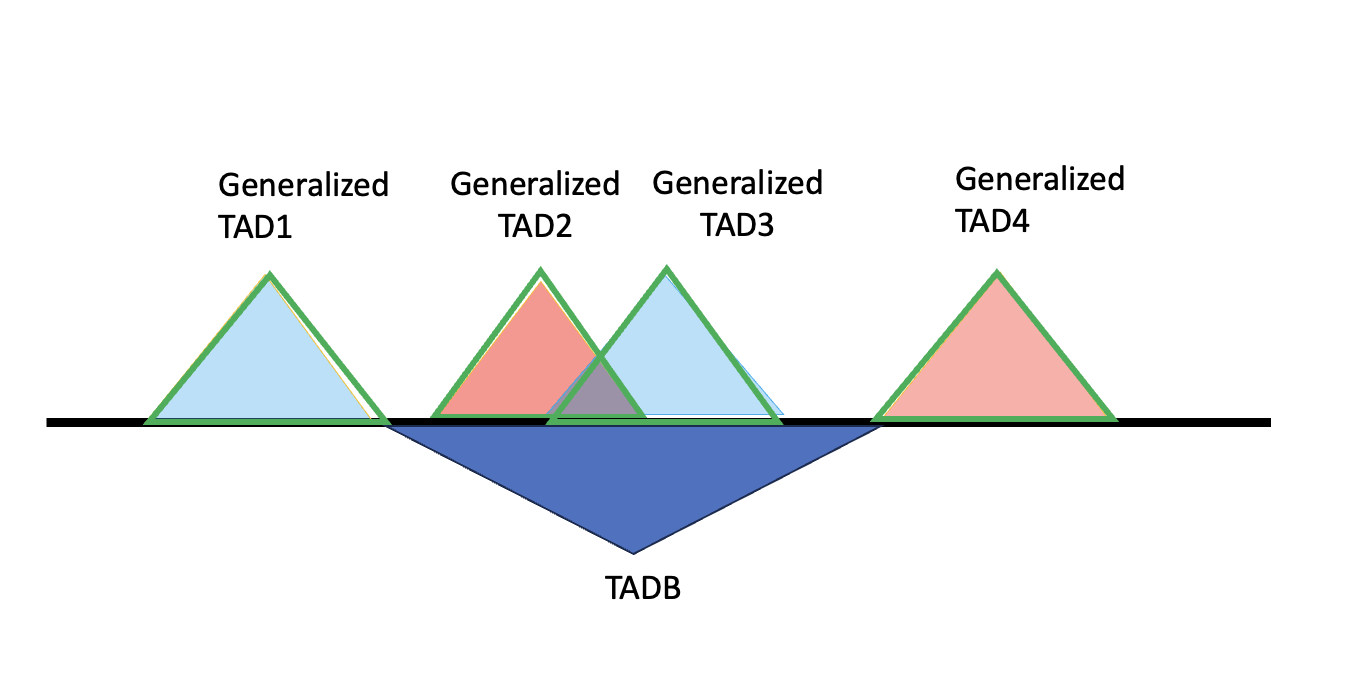 Generalized
TAD1
Generalized
TAD2
Generalized
TAD3
Generalized
TAD4
TADB